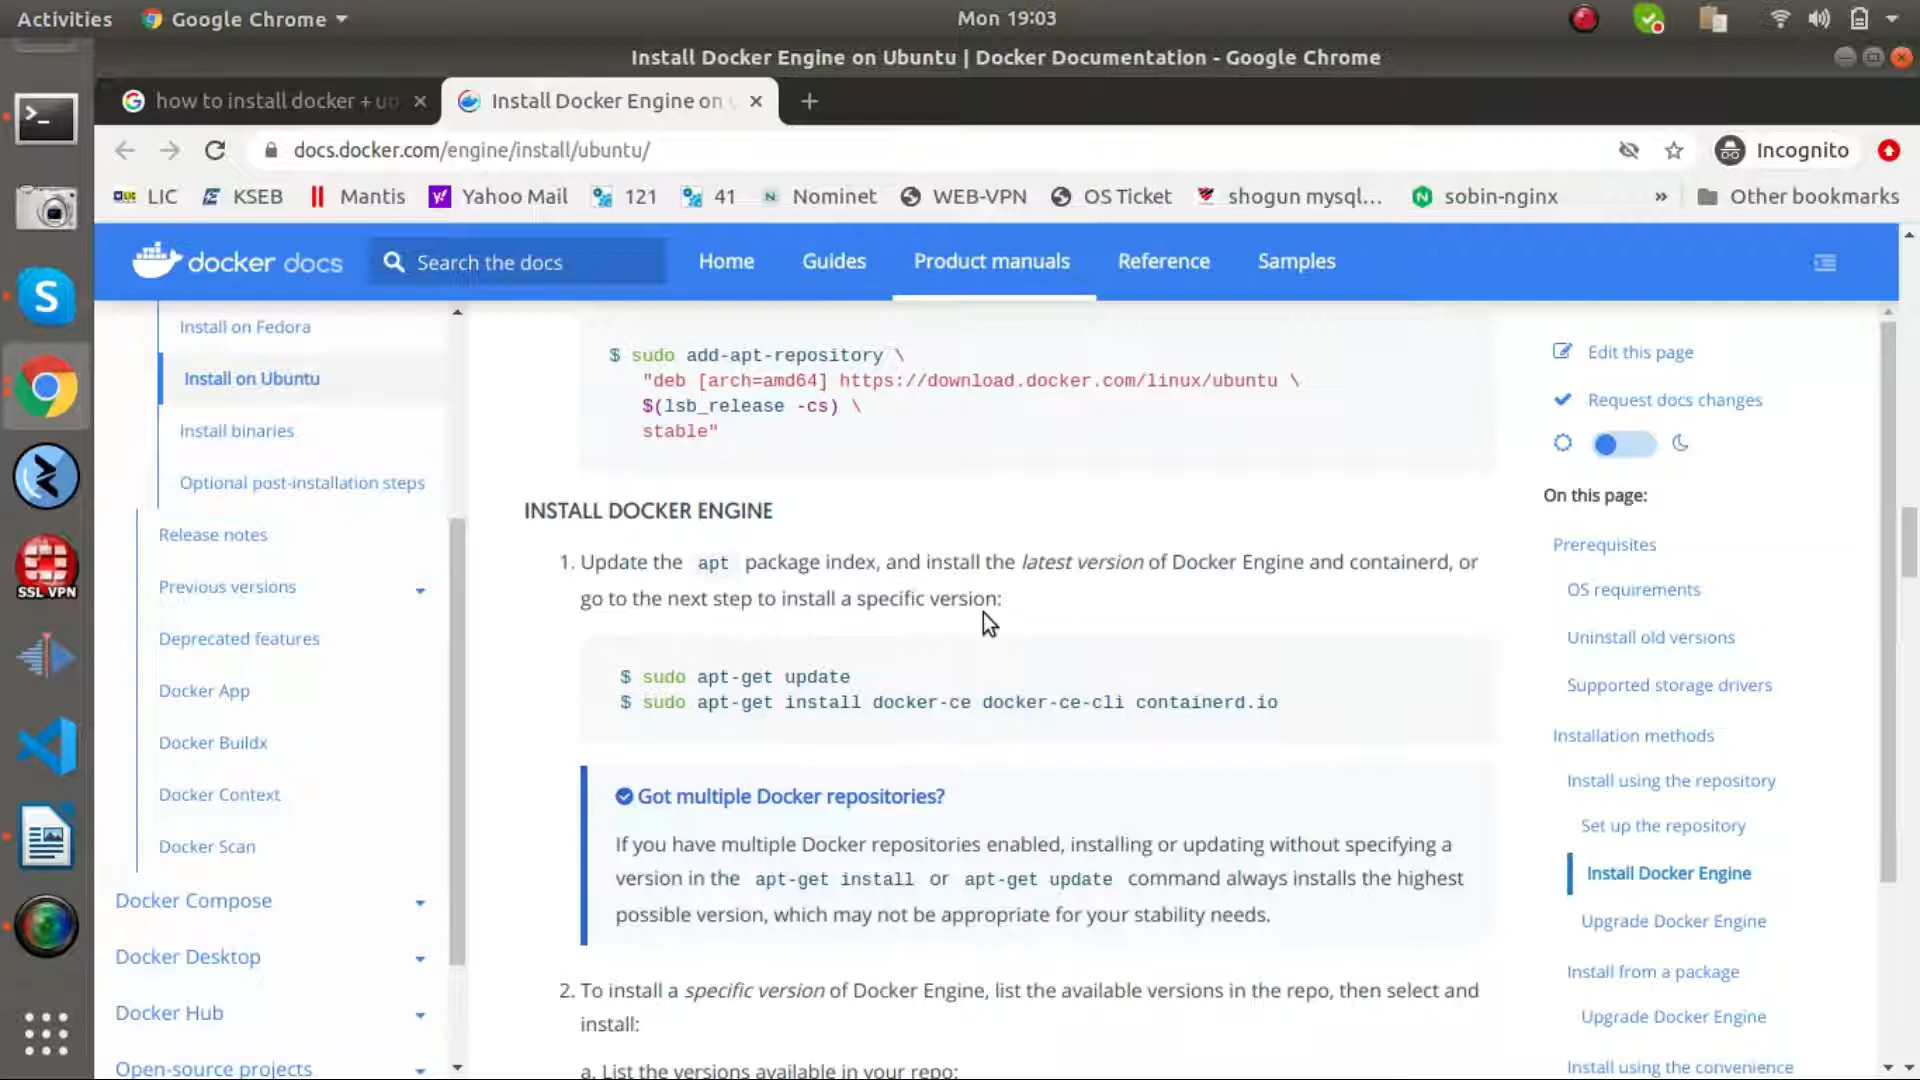 Activities
Google Chrome
Mon 19:03
Install Docker Engine on Ubuntu | Docker Documentation - Google Chrome
how to install docker + ub
Install Docker Engine on
docs.docker.com/engine/install/ubuntu/
Incognito
LIC
KSEB
Mantis
Yahoo Mail
121
41
Nominet
WEB-VPN
OS Ticket
shogun mysql...
sobin-nginx
»
Other bookmarks
docker docs
Search the docs
Home
Guides
Product manuals
Reference
Samples
SSL VPN
Install on Fedora
Install on Ubuntu
Install binaries
Optional post-installation steps
Release notes
Previous versions
Deprecated features
Docker App
Docker Buildx
Docker Context
Docker Scan
Docker Compose
Docker Desktop
Docker Hub
Open-source projects
$ sudo add-apt-repository \
"deb [arch=amd64] https://download.docker.com/linux/ubuntu \
$(lsb_release -cs) \
stable"
INSTALL DOCKER ENGINE
1. Update the apt package index, and install the latest version of Docker Engine and containerd, or
go to the next step to install a specific version:
$ sudo apt-get update
$ sudo apt-get install docker-ce docker-ce-cli containerd.io
Got multiple Docker repositories?
If you have multiple Docker repositories enabled, installing or updating without specifying a
version in the apt-get install or apt-get update command always installs the highest
possible version, which may not be appropriate for your stability needs.
2. To install a specific version of Docker Engine, list the available versions in the repo, then select and
install:
a. List the versions available in your repo:
Edit this page
Request docs changes
On this page:
Prerequisites
OS requirements
Uninstall old versions
Supported storage drivers
Installation methods
Install using the repository
Set up the repository
Install Docker Engine
Upgrade Docker Engine
Install from a package
Upgrade Docker Engine
Install using the convenience